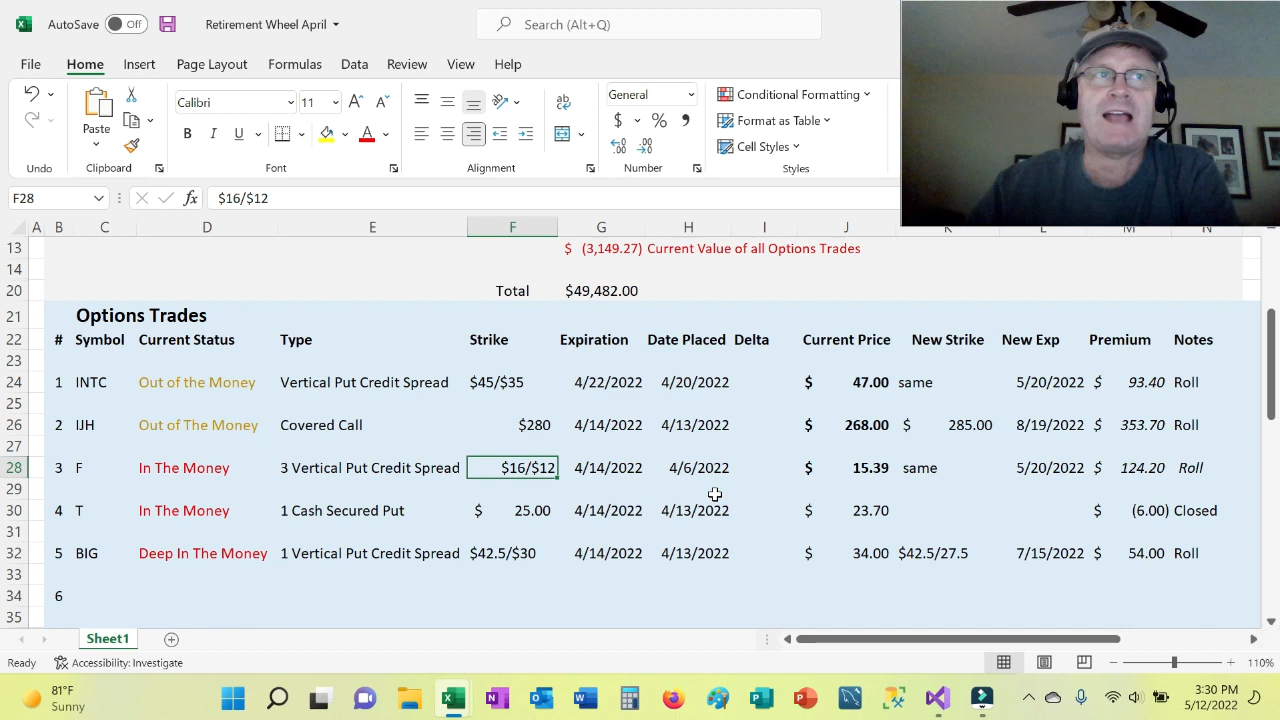 AutoSave Off Retirement Wheel April Search (Alt+Q)
File Home Insert Page Layout Formulas Data Review View Help
Calibri 11 General Conditional Formatting
Paste Format as Table
Cell Styles
Undo Clipboard Font Alignment Number Styles
F28 fx $16/$12
A B C D E F G H I J K L M N
13 $ (3,149.27) Current Value of all Options Trades
14
20 Total $49,482.00
21 Options Trades
22 # Symbol Current Status Type Strike Expiration Date Placed Delta Current Price New Strike New Exp Premium Notes
23
24 1 INTC Out of the Money Vertical Put Credit Spread $45/$35 4/22/2022 4/20/2022 $ 47.00 same 5/20/2022 $ 93.40 Roll
25
26 2 IJH Out of The Money Covered Call $280 4/14/2022 4/13/2022 $ 268.00 $ 285.00 8/19/2022 $ 353.70 Roll
27
28 3 F In The Money 3 Vertical Put Credit Spread $16/$12 4/14/2022 4/6/2022 $ 15.39 same 5/20/2022 $ 124.20 Roll
29
30 4 T In The Money 1 Cash Secured Put $ 25.00 4/14/2022 4/13/2022 $ 23.70 $ (6.00) Closed
31
32 5 BIG Deep In The Money 1 Vertical Put Credit Spread $42.5/$30 4/14/2022 4/13/2022 $ 34.00 $42.5/27.5 7/15/2022 $ 54.00 Roll
33
34 6
35
Sheet1
Ready Accessibility: Investigate 110%
81°F
Sunny
3:30 PM
5/12/2022